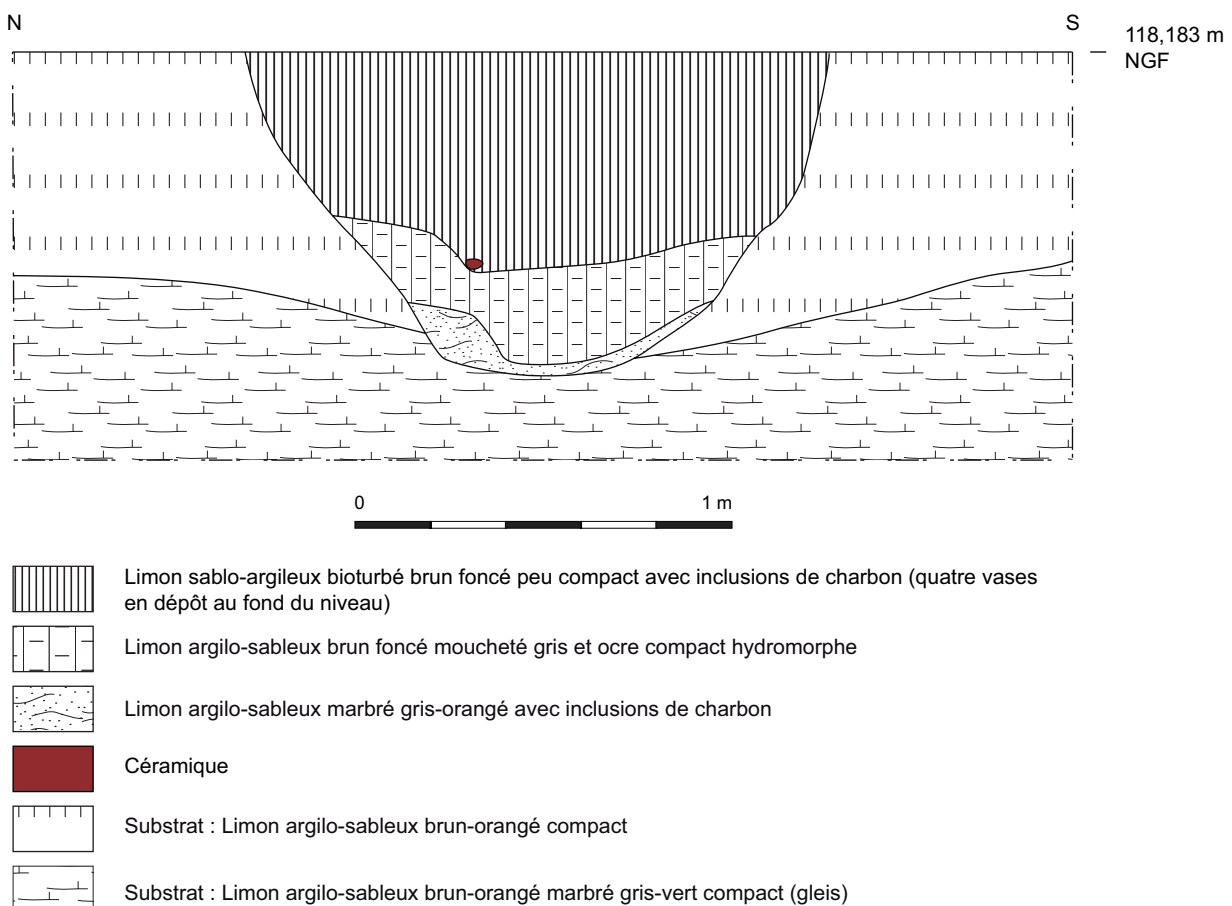 N
S
118,183 m
NGF
0
1 m
Limon sablo-argileux bioturbé brun foncé peu compact avec inclusions de charbon (quatre vases
en dépôt au fond du niveau)
Limon argilo-sableux brun foncé moucheté gris et ocre compact hydromorphe
Limon argilo-sableux marbré gris-orangé avec inclusions de charbon
Céramique
Substrat : Limon argilo-sableux brun-orangé compact
Substrat : Limon argilo-sableux brun-orangé marbré gris-vert compact (gleis)